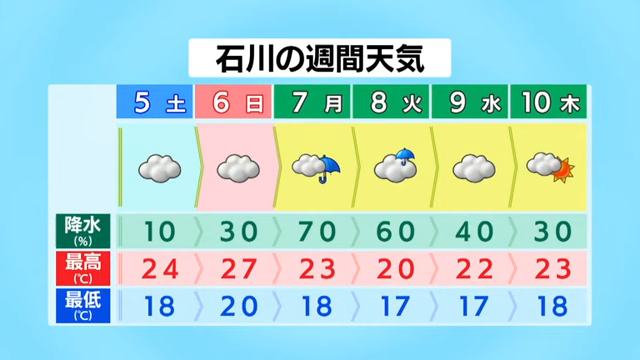 石川の週間天気
5土 6日 7月 8火 9水 10木
降水(%) 10 30 70 60 40 30
最高(℃) 24 27 23 20 22 23
最低(℃) 18 20 18 17 17 18